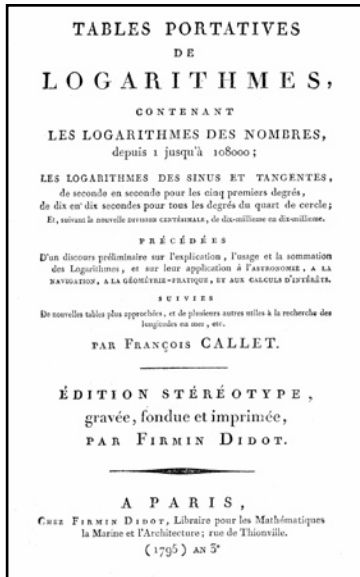 TABLES PORTATIVES
DE
LOGARITHMES,
CONTENANT
LES LOGARITHMES DES NOMBRES,
depuis 1 jusqu'à 108000;
LES LOGARITHMES DES SINUS ET TANGENTES,
de seconde en seconde pour les cinq premiers degrés,
de dix en dix secondes pour tous les degrés du quart de cercle;
Et, suivant la nouvelle DIVISION CENTÉSIMALE, de dix-millieme en dix-millieme.
PRÉCÉDÉES
D'un discours préliminaire sur l'explication, l'usage et la sommation
des Logarithmes, et sur leur application à l'ASTRONOMIE, A LA
NAVIGATION, A LA GÉOMÉTRIE-PRATIQUE, ET AUX CALCULS D'INTÉRÊTS.
SUIVIES
De nouvelles tables plus approchées, et de plusieurs autres utiles à la recherche des
longitudes en mer, etc.
PAR FRANÇOIS CALLET.
ÉDITION STÉRÉOTYPE,
gravée, fondue et imprimée,
PAR FIRMIN DIDOT.
A PARIS,
CHEZ FIRMIN DIDOT, Libraire pour les Mathématiques
la Marine et l'Architecture; rue de Thionville.
(1795) AN 3e